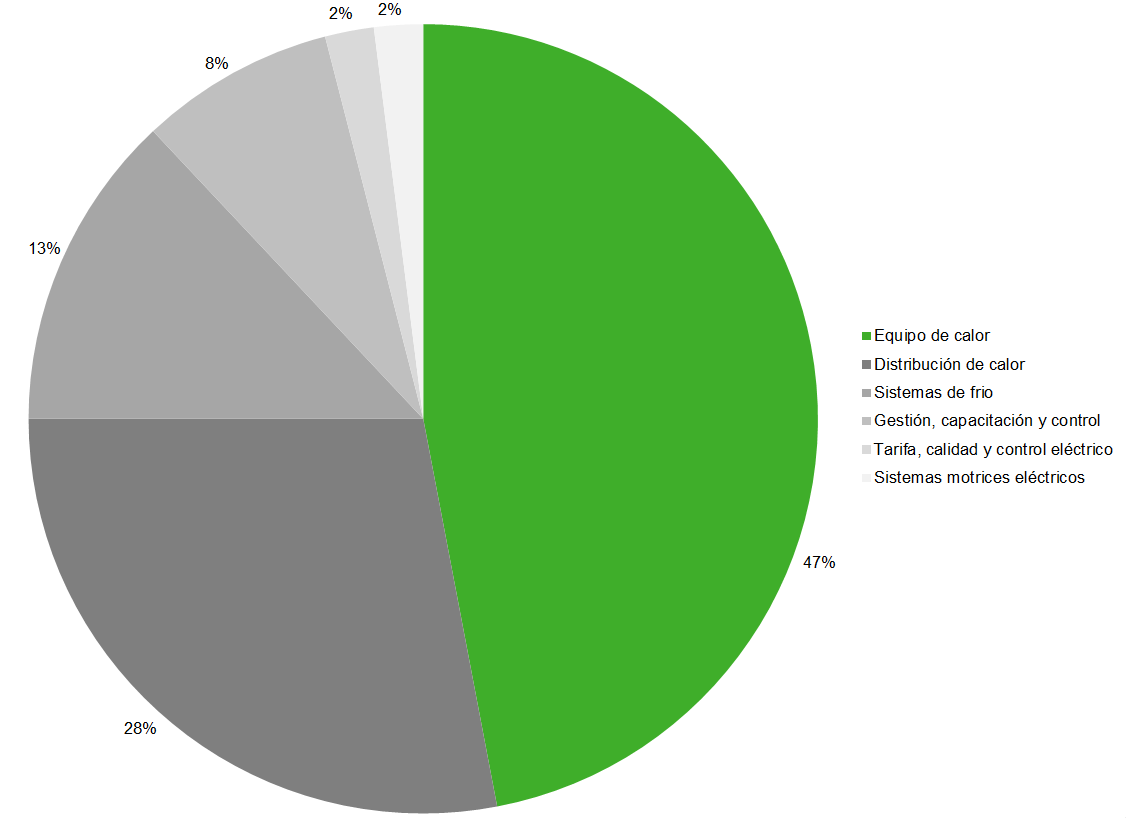 2%
2%
8%
13%
47%
28%
Equipo de calor
Distribución de calor
Sistemas de frio
Gestión, capacitación y control
Tarifa, calidad y control eléctrico
Sistemas motrices eléctricos